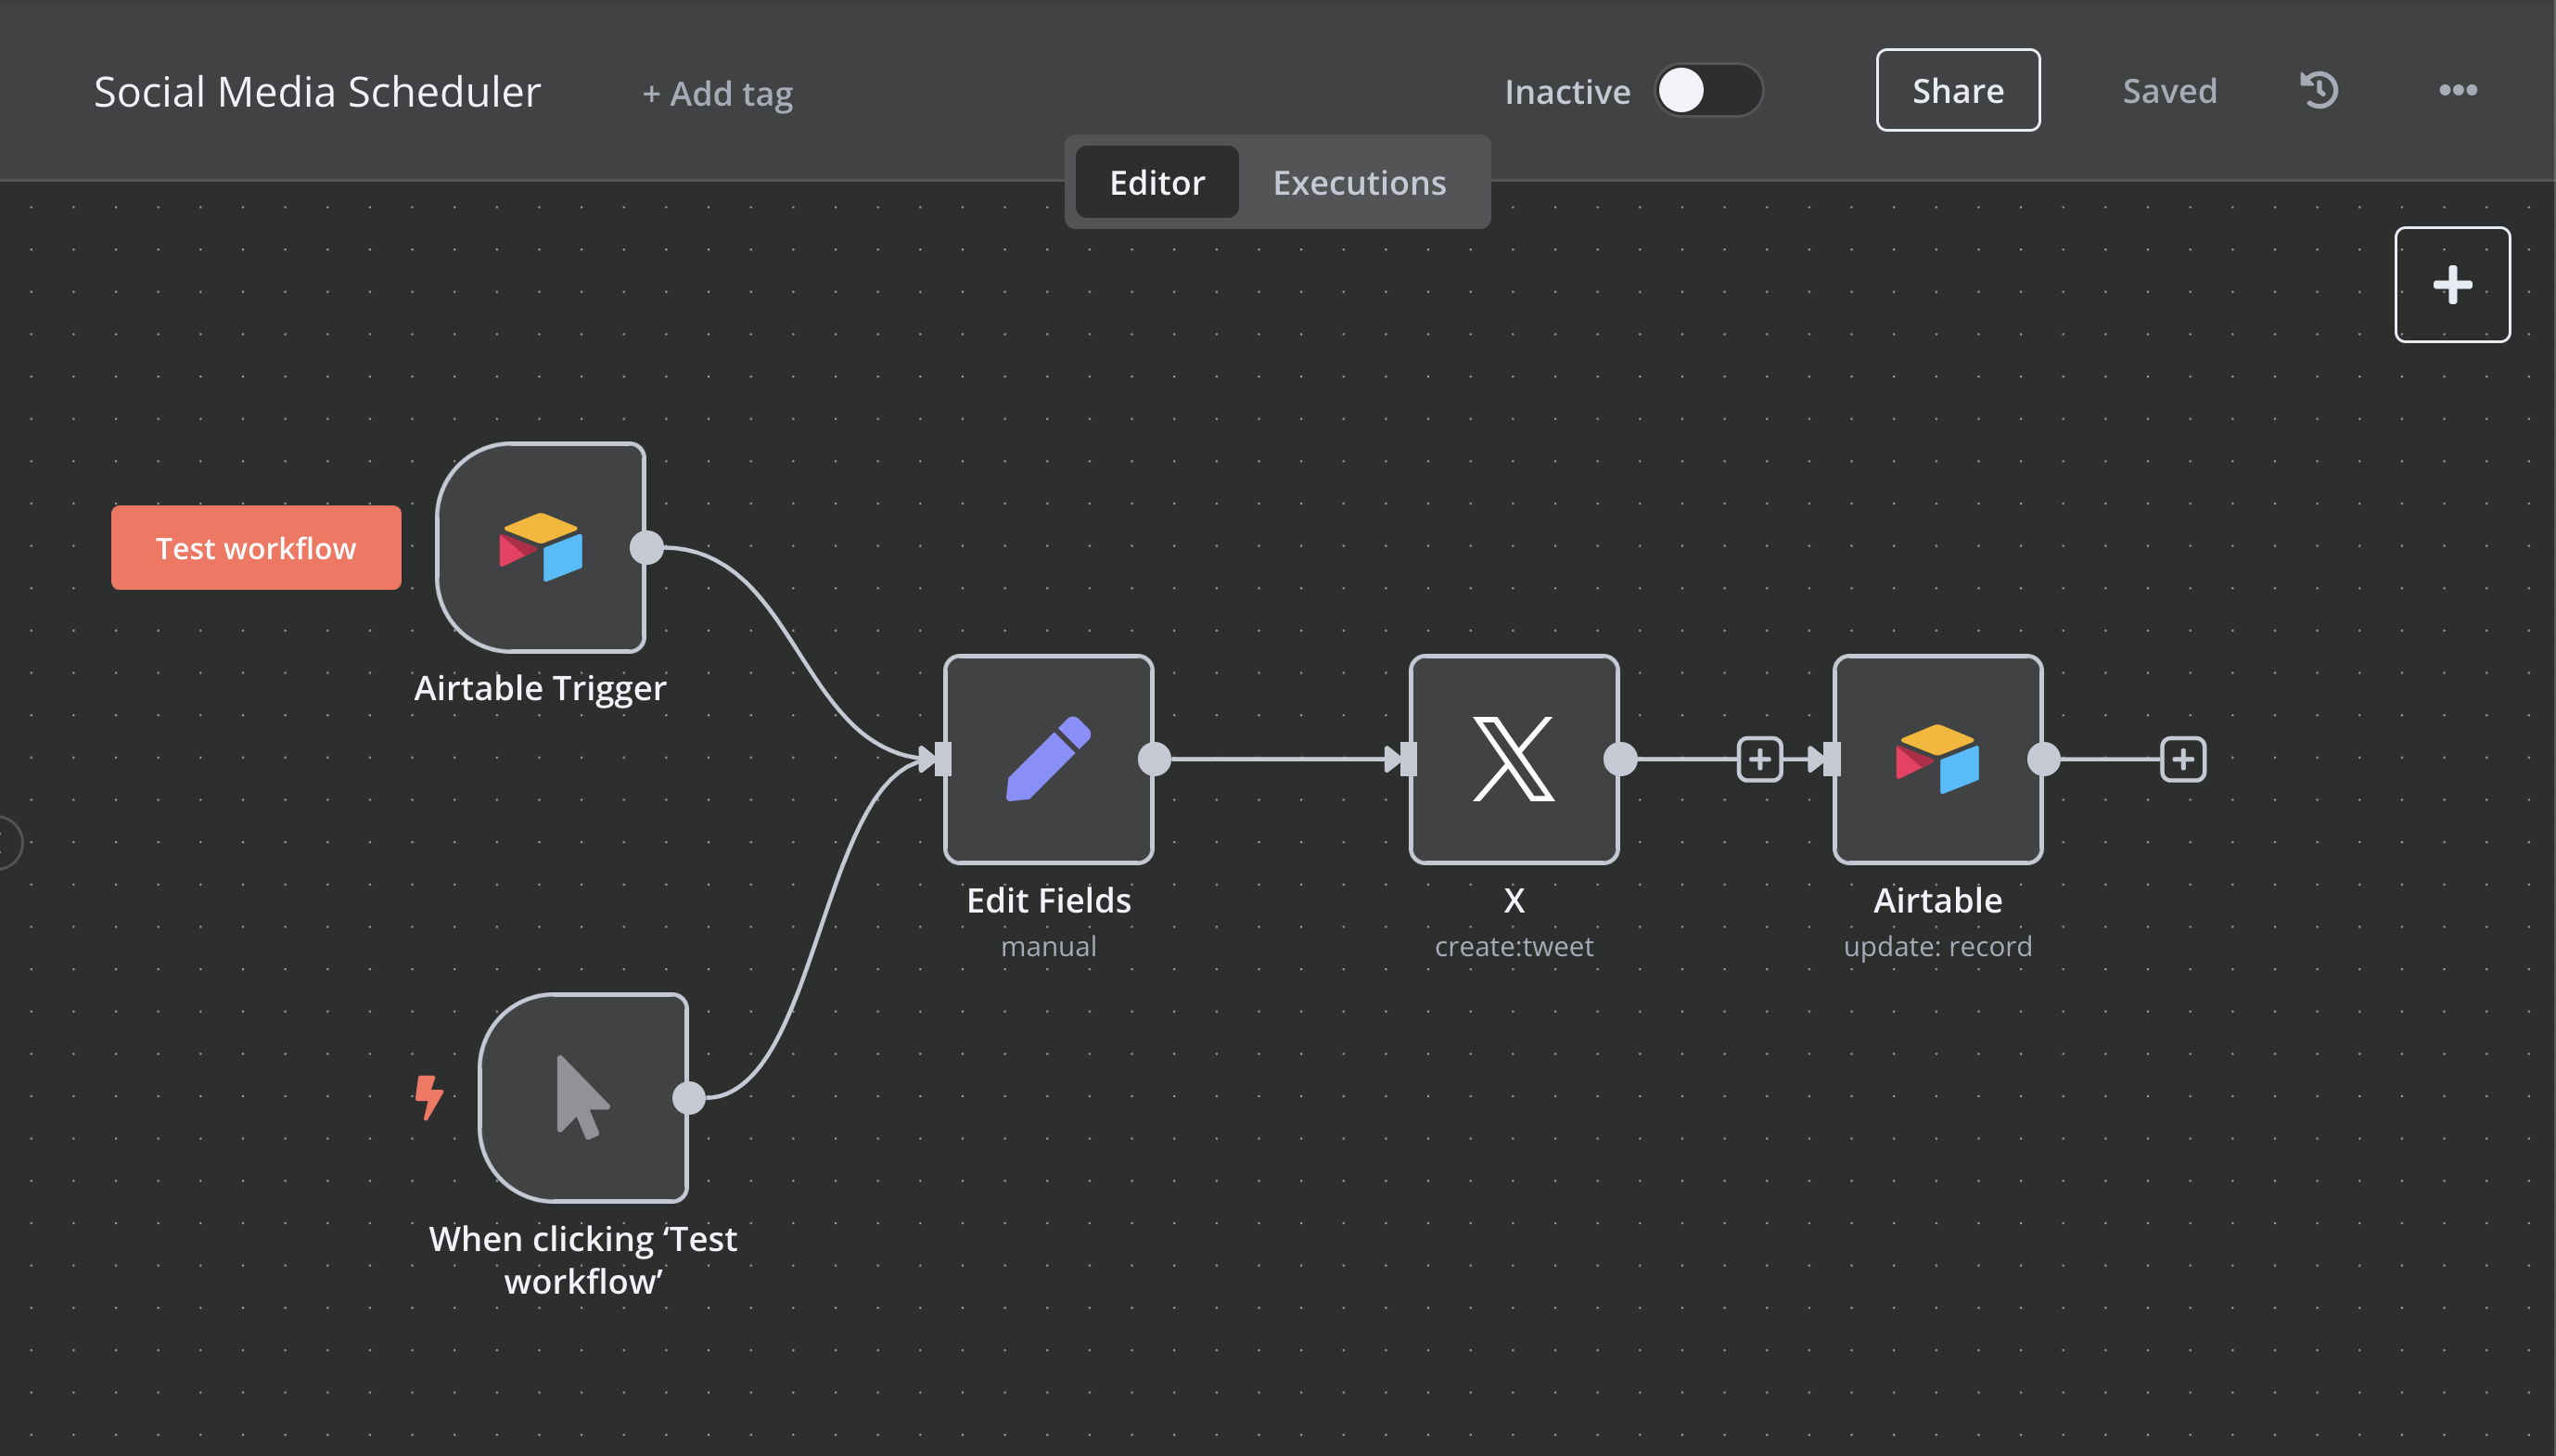 Social Media Scheduler
+ Add tag
Inactive
Share
Saved
Editor
Executions
Test workflow
Airtable Trigger
Edit Fields
manual
X
create:tweet
Airtable
update: record
When clicking ‘Test
workflow’